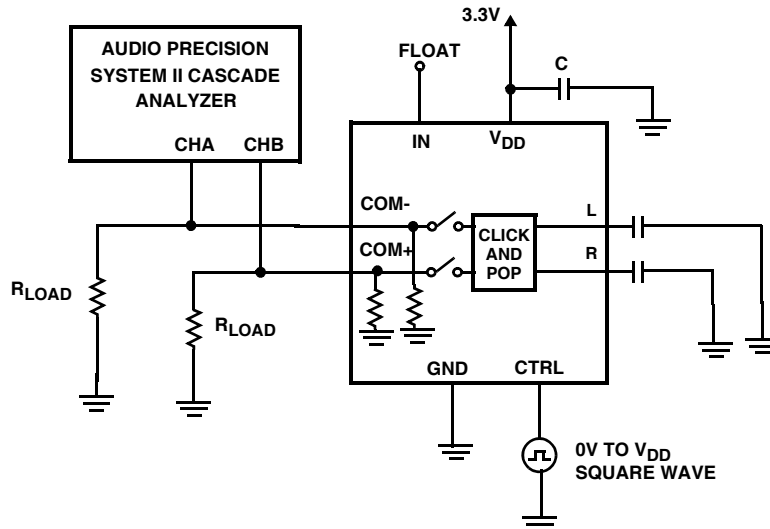 AUDIO PRECISION
SYSTEM II CASCADE
ANALYZER
CHA
CHB
3.3V
FLOAT
C
IN
VDD
COM-
COM+
CLICK
AND
POP
L
R
RLOAD
RLOAD
GND
CTRL
0V TO VDD
SQUARE WAVE